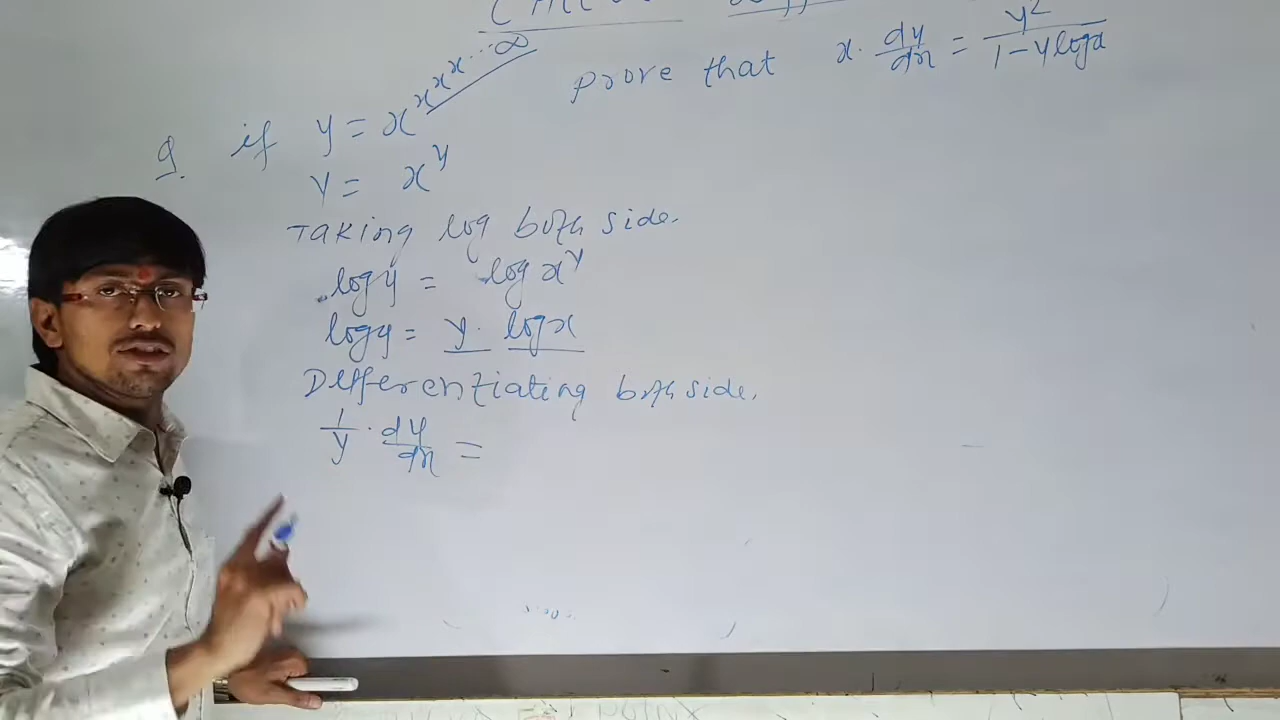 prove that x · dy/dx = y²/(1 - y log x)
Q. if y = x^x^x^x...∞
y = x^y
Taking log both side.
log y = log x^y
log y = y · log x
Differentiating both side.
1/y · dy/dx =